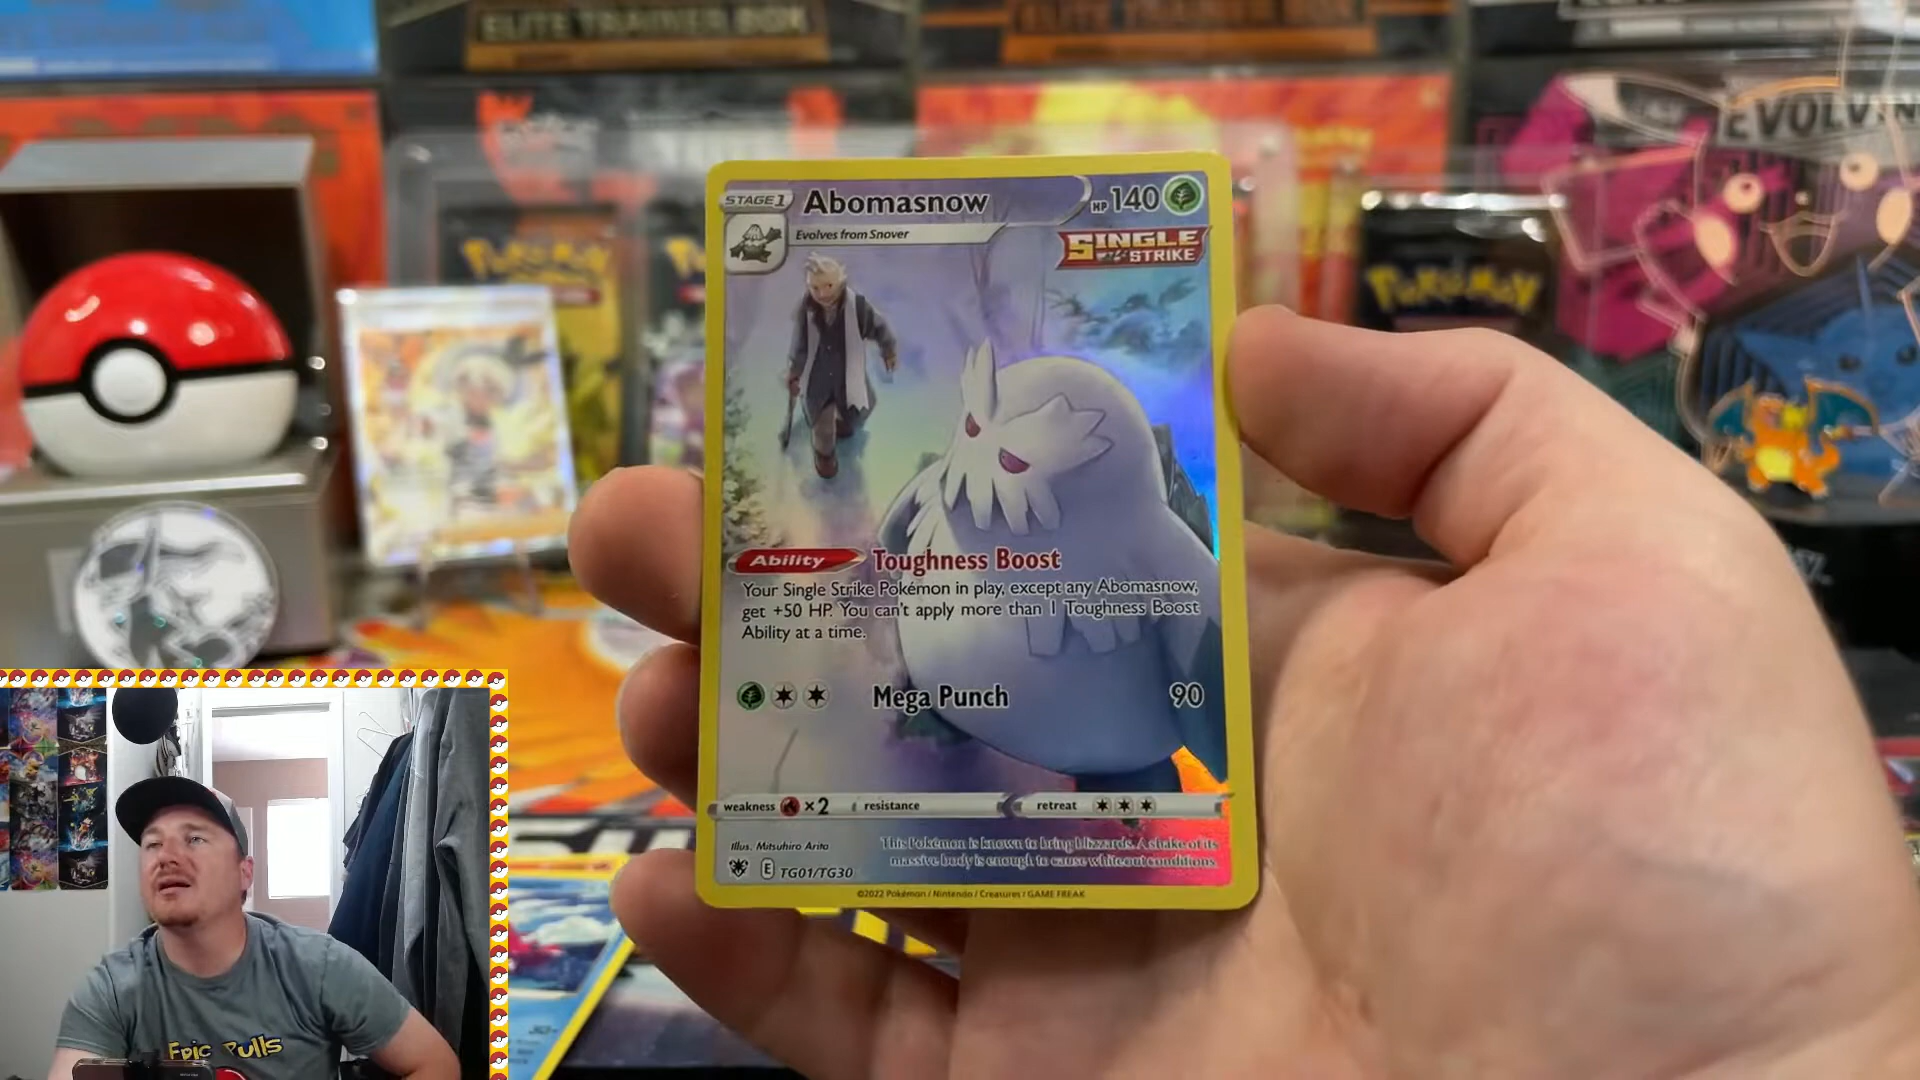 ELITE TRAINER BOX
ELITE TRAINER BOX
EVOLVIN
Pokémon
Pokémon
STAGE 1
Abomasnow
HP 140
Evolves from Snover
SINGLE
STRIKE
Ability Toughness Boost
Your Single Strike Pokémon in play, except any Abomasnow,
get +50 HP. You can't apply more than 1 Toughness Boost
Ability at a time.
Mega Punch 90
weakness ×2 resistance retreat
Illus. Mitsuhiro Arita
This Pokémon is known to bring blizzards. A shake of its
massive body is enough to cause whiteout conditions.
E TG01/TG30
©2022 Pokémon / Nintendo / Creatures / GAME FREAK
Epic Pulls
30-